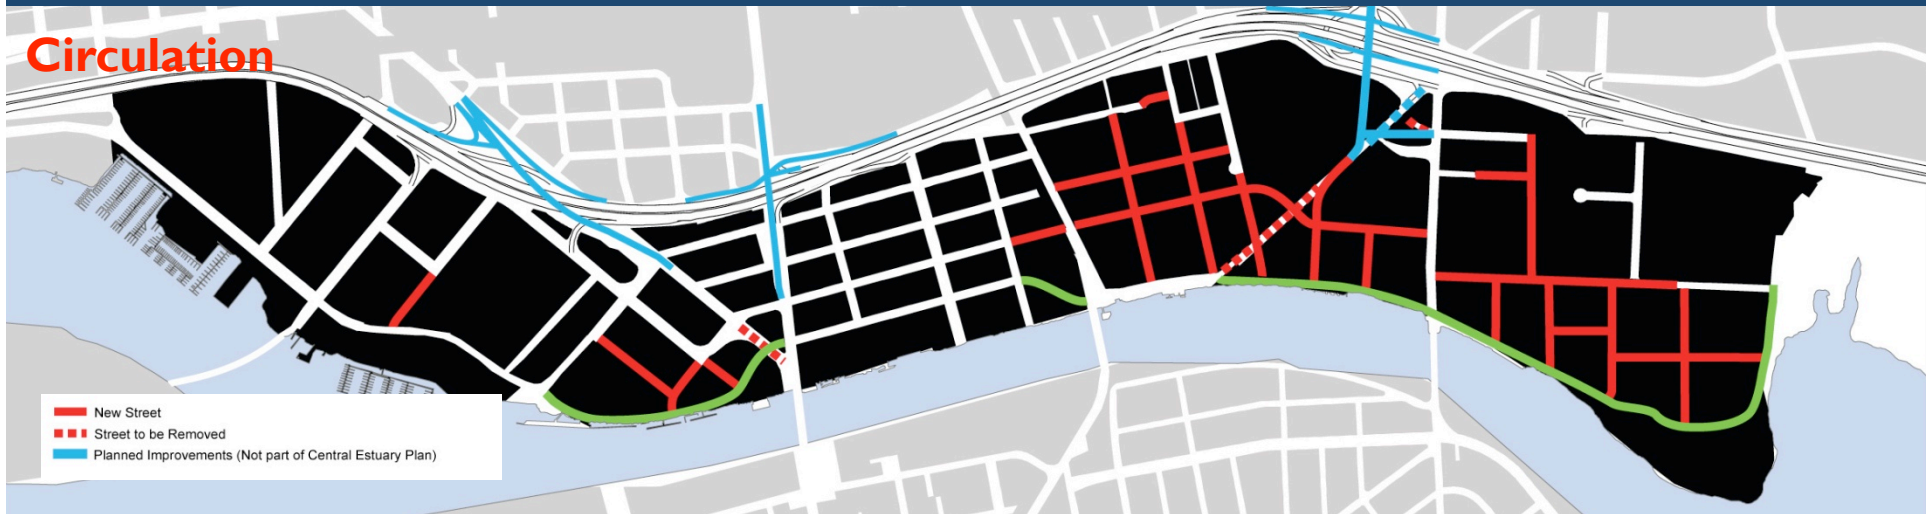 Circulation
New Street
Street to be Removed
Planned Improvements (Not part of Central Estuary Plan)